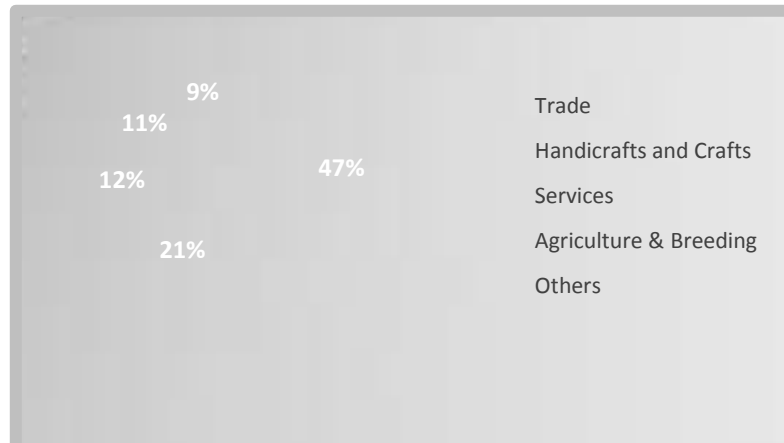 9%
11%
47%
12%
21%
Trade
Handicrafts and Crafts
Services
Agriculture & Breeding
Others